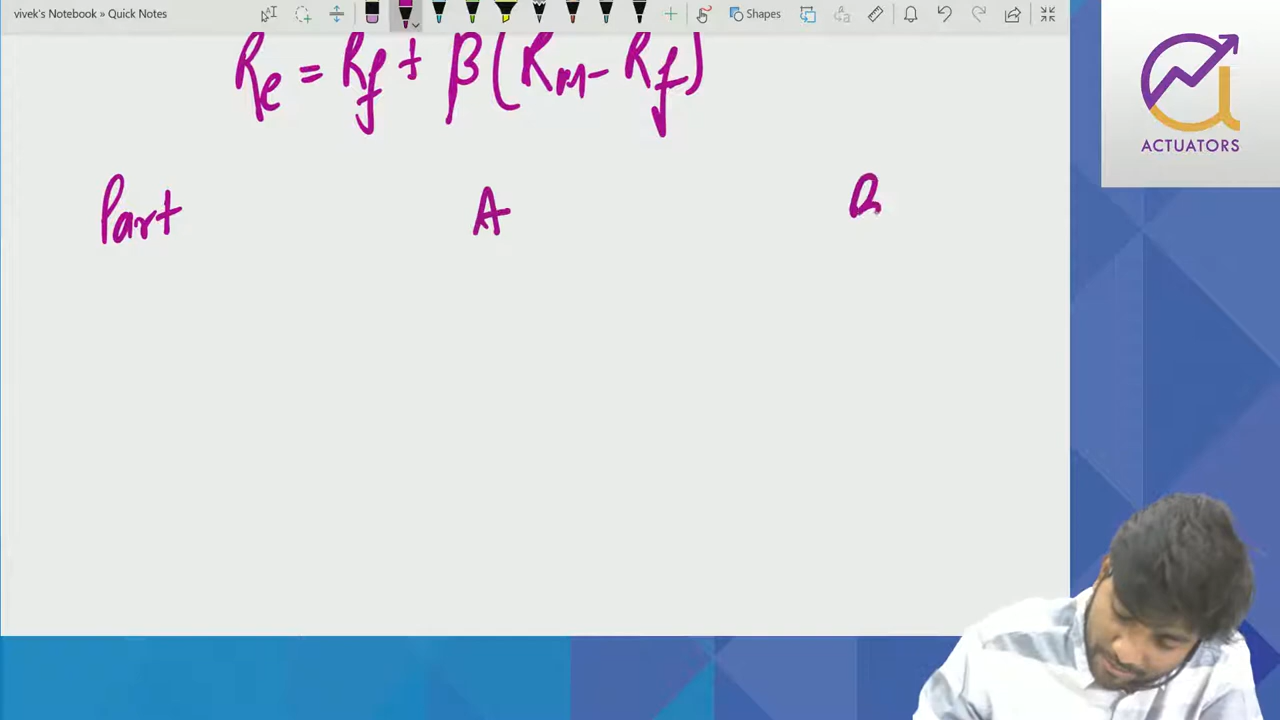 vivek's Notebook » Quick Notes
Shapes
Re = Rf + β(Rm - Rf)
Part A B
ACTUATORS